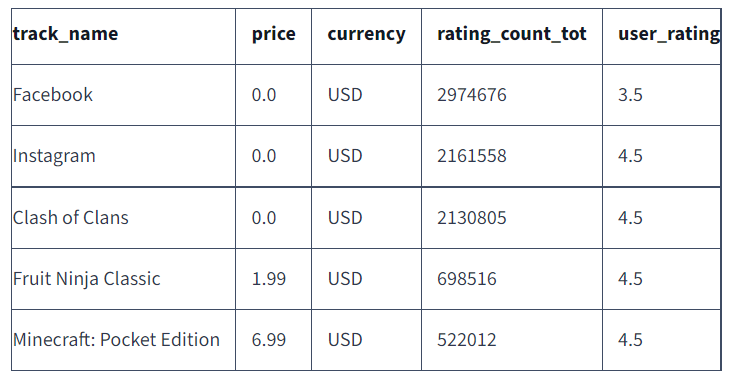 track_name price currency rating_count_tot user_rating
Facebook 0.0 USD 2974676 3.5
Instagram 0.0 USD 2161558 4.5
Clash of Clans 0.0 USD 2130805 4.5
Fruit Ninja Classic 1.99 USD 698516 4.5
Minecraft: Pocket Edition 6.99 USD 522012 4.5